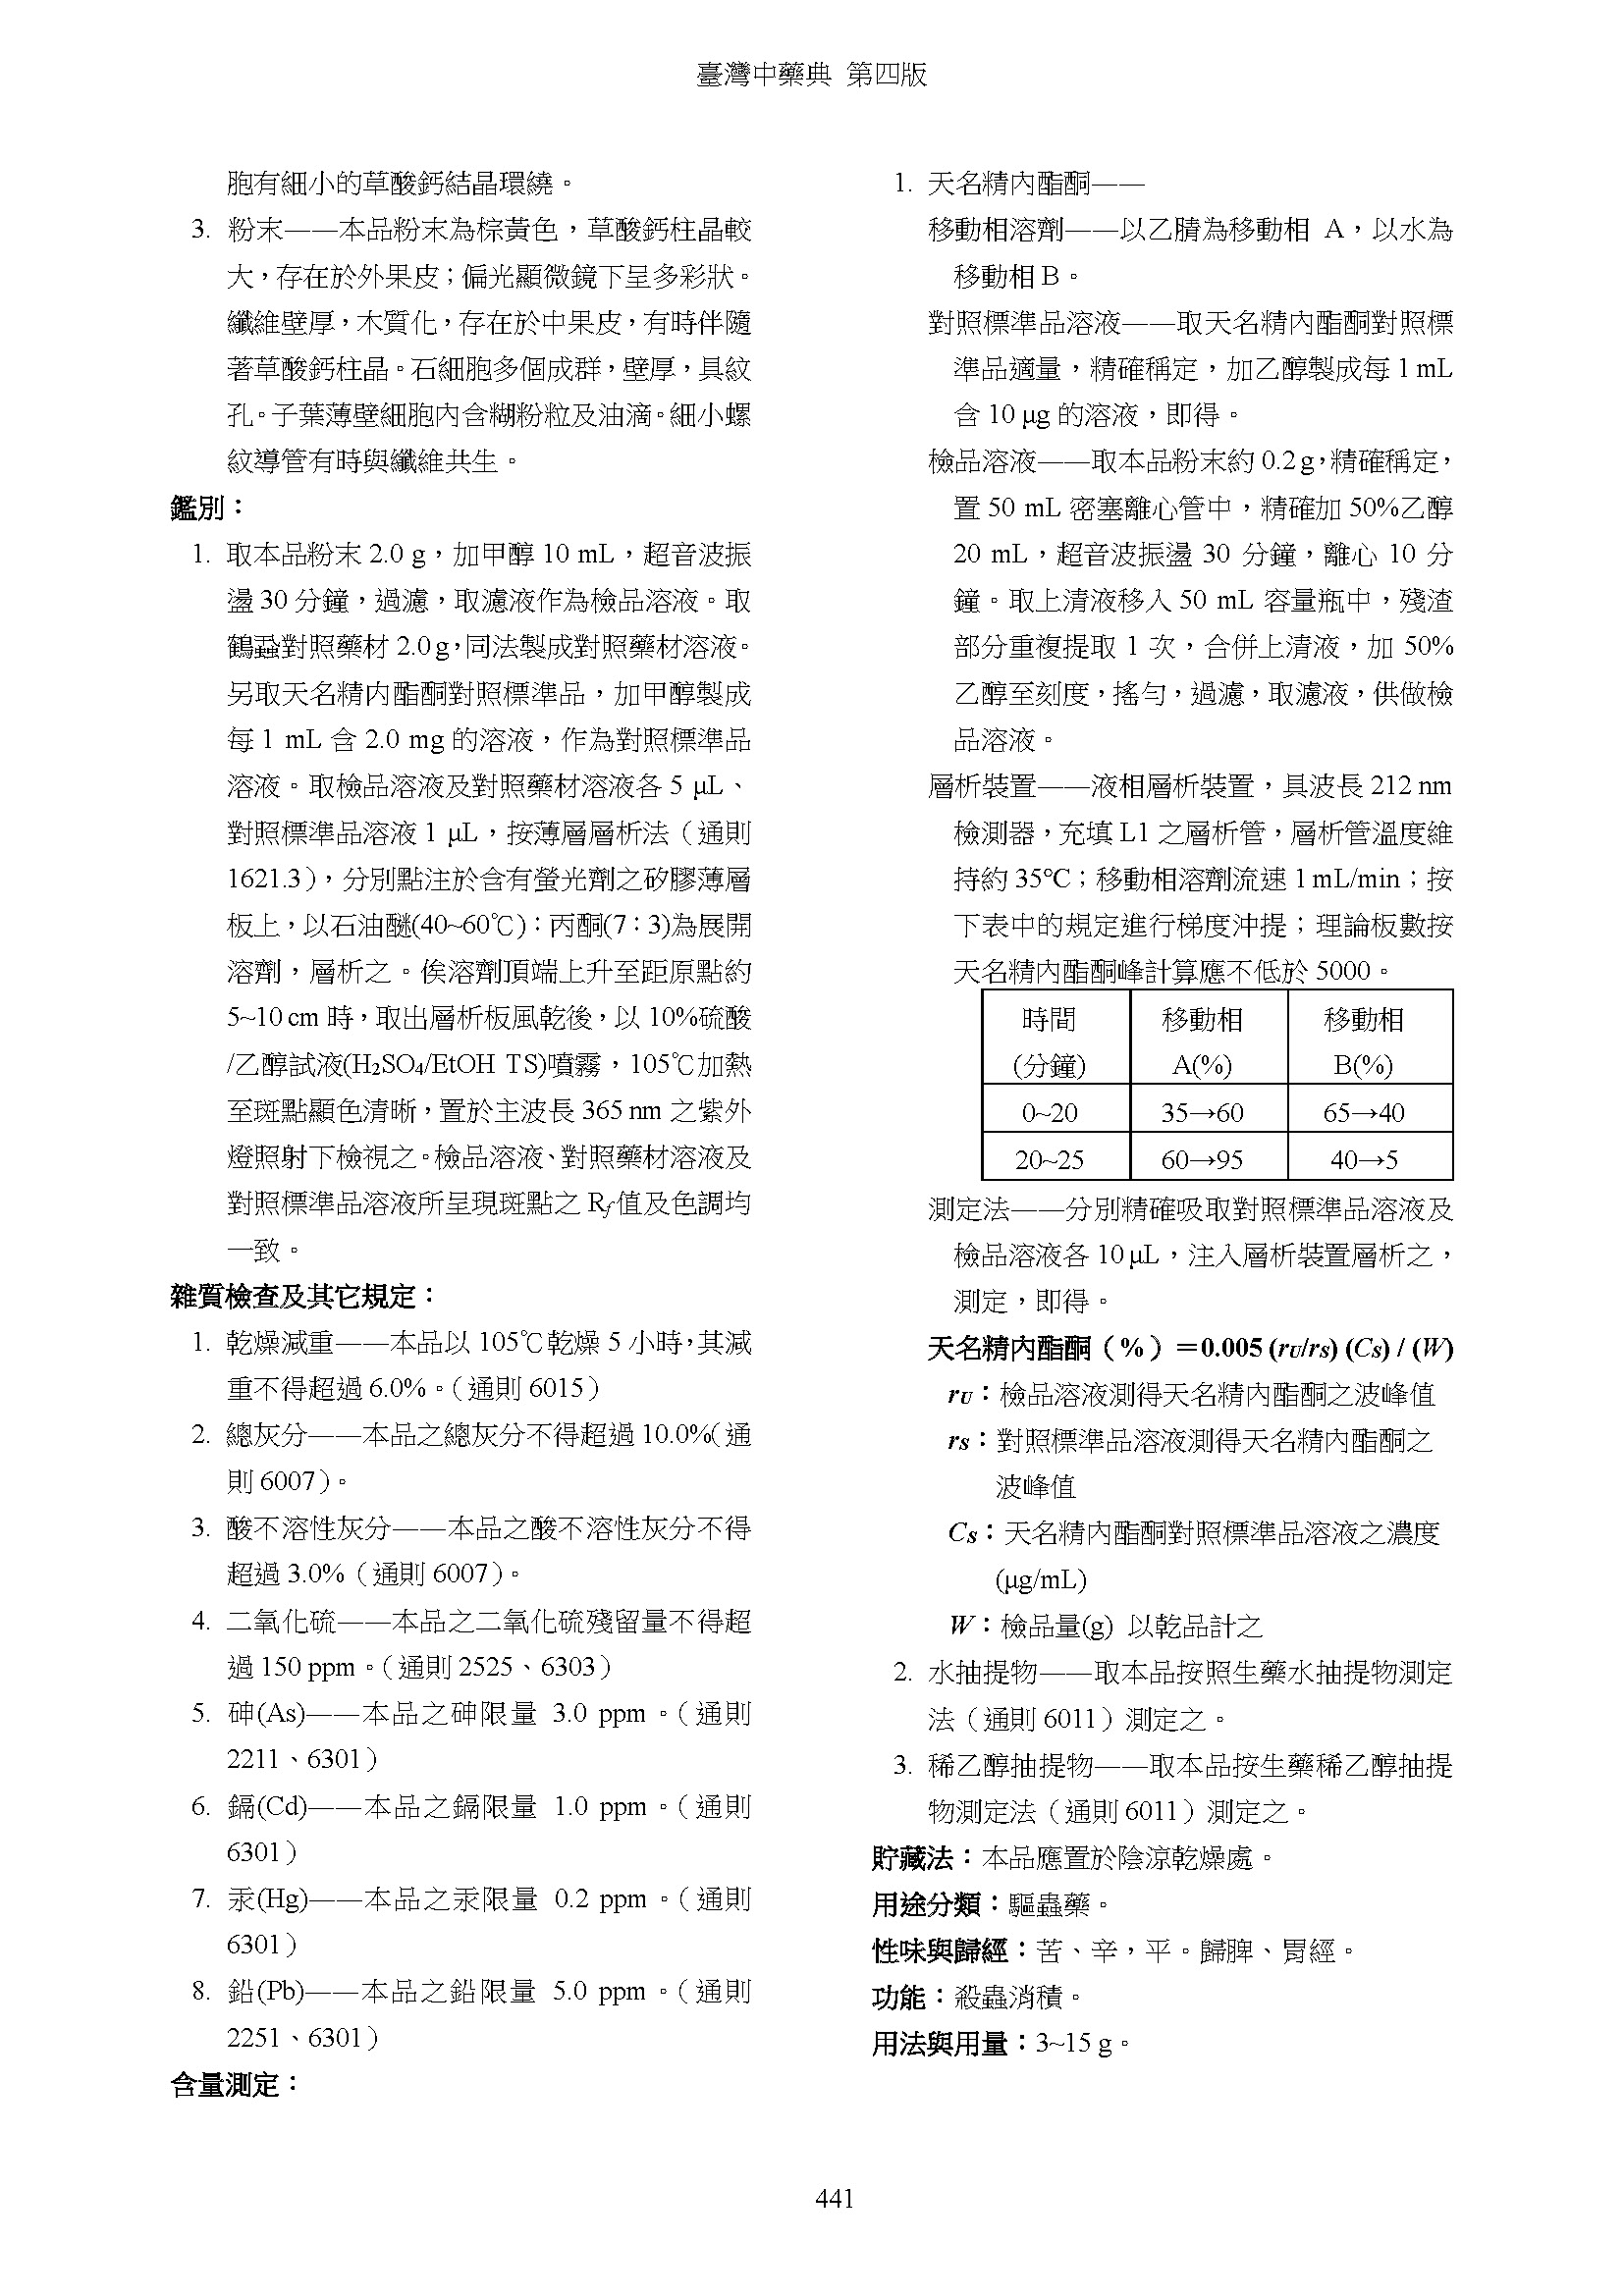 臺灣中藥典 第四版
胞有細小的草酸鈣結晶環繞。
3. 粉末——本品粉末為棕黃色，草酸鈣柱晶較
大，存在於外果皮；偏光顯微鏡下呈多彩狀。
纖維壁厚，木質化，存在於中果皮，有時伴隨
著草酸鈣柱晶。石細胞多個成群，壁厚，具紋
孔。子葉薄壁細胞內含糊粉粒及油滴。細小螺
紋導管有時與纖維共生。
鑑別：
1. 取本品粉末 2.0 g，加甲醇 10 mL，超音波振
盪 30 分鐘，過濾，取濾液作為檢品溶液。取
鶴蝨對照藥材 2.0 g，同法製成對照藥材溶液。
另取天名精內酯酮對照標準品，加甲醇製成
每 1 mL 含 2.0 mg 的溶液，作為對照標準品
溶液。取檢品溶液及對照藥材溶液各 5 μL、
對照標準品溶液 1 μL，按薄層層析法（通則
1621.3），分別點注於含有螢光劑之矽膠薄層
板上，以石油醚(40~60℃)：丙酮(7：3)為展開
溶劑，層析之。俟溶劑頂端上升至距原點約
5~10 cm 時，取出層析板風乾後，以 10%硫酸
/乙醇試液(H₂SO₄/EtOH TS)噴霧，105℃加熱
至斑點顯色清晰，置於主波長 365 nm 之紫外
燈照射下檢視之。檢品溶液、對照藥材溶液及
對照標準品溶液所呈現斑點之 Rf 值及色調均
一致。
雜質檢查及其它規定：
1. 乾燥減重——本品以 105℃乾燥 5 小時，其減
重不得超過 6.0%。（通則 6015）
2. 總灰分——本品之總灰分不得超過 10.0%（通
則 6007）。
3. 酸不溶性灰分——本品之酸不溶性灰分不得
超過 3.0%（通則 6007）。
4. 二氧化硫——本品之二氧化硫殘留量不得超
過 150 ppm。（通則 2525、6303）
5. 砷(As)——本品之砷限量 3.0 ppm。（通則
2211、6301）
6. 鎘(Cd)——本品之鎘限量 1.0 ppm。（通則
6301）
7. 汞(Hg)——本品之汞限量 0.2 ppm。（通則
6301）
8. 鉛(Pb)——本品之鉛限量 5.0 ppm。（通則
2251、6301）
含量測定：
1. 天名精內酯酮——
移動相溶劑——以乙腈為移動相 A，以水為
移動相 B。
對照標準品溶液——取天名精內酯酮對照標
準品適量，精確稱定，加乙醇製成每 1 mL
含 10 μg 的溶液，即得。
檢品溶液——取本品粉末約 0.2 g，精確稱定，
置 50 mL 密塞離心管中，精確加 50%乙醇
20 mL，超音波振盪 30 分鐘，離心 10 分
鐘。取上清液移入 50 mL 容量瓶中，殘渣
部分重複提取 1 次，合併上清液，加 50%
乙醇至刻度，搖勻，過濾，取濾液，供做檢
品溶液。
層析裝置——液相層析裝置，具波長 212 nm
檢測器，充填 L1 之層析管，層析管溫度維
持約 35℃；移動相溶劑流速 1 mL/min；按
下表中的規定進行梯度沖提；理論板數按
天名精內酯酮峰計算應不低於 5000。
時間 移動相 移動相
(分鐘) A(%) B(%)
0~20 35→60 65→40
20~25 60→95 40→5
測定法——分別精確吸取對照標準品溶液及
檢品溶液各 10 μL，注入層析裝置層析之，
測定，即得。
天名精內酯酮（%）＝0.005 (rU/rS) (CS) / (W)
rU：檢品溶液測得天名精內酯酮之波峰值
rS：對照標準品溶液測得天名精內酯酮之
波峰值
CS：天名精內酯酮對照標準品溶液之濃度
(μg/mL)
W：檢品量(g) 以乾品計之
2. 水抽提物——取本品按照生藥水抽提物測定
法（通則 6011）測定之。
3. 稀乙醇抽提物——取本品按生藥稀乙醇抽提
物測定法（通則 6011）測定之。
貯藏法：本品應置於陰涼乾燥處。
用途分類：驅蟲藥。
性味與歸經：苦、辛，平。歸脾、胃經。
功能：殺蟲消積。
用法與用量：3~15 g。
441